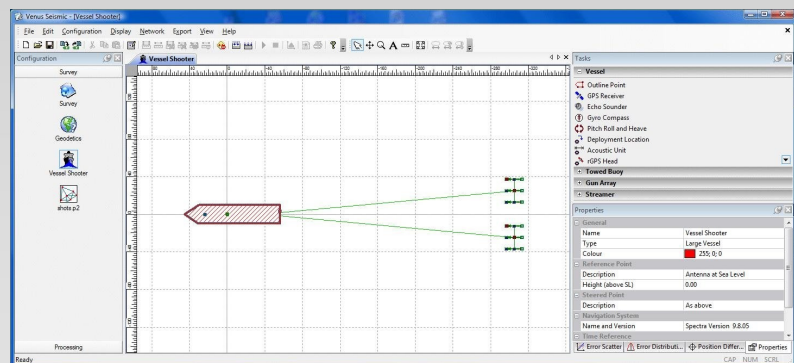 Venus Seismic - [Vessel Shooter]
File Edit Configuration Display Network Export View Help
Configuration
Survey
Survey
Geodetics
Vessel Shooter
shots.p2
Processing
Vessel Shooter
Tasks
Vessel
Outline Point
GPS Receiver
Echo Sounder
Gyro Compass
Pitch Roll and Heave
Deployment Location
Acoustic Unit
rGPS Head
Towed Buoy
Gun Array
Streamer
Properties
General
Name Vessel Shooter
Type Large Vessel
Colour 255; 0; 0
Reference Point
Description Antenna at Sea Level
Height (above SL) 0.00
Steered Point
Description As above
Navigation System
Name and Version Spectra Version 9.8.05
Time Reference
Error Scatter Error Distributi... Position Differ... Properties
Ready CAP NUM SCRL